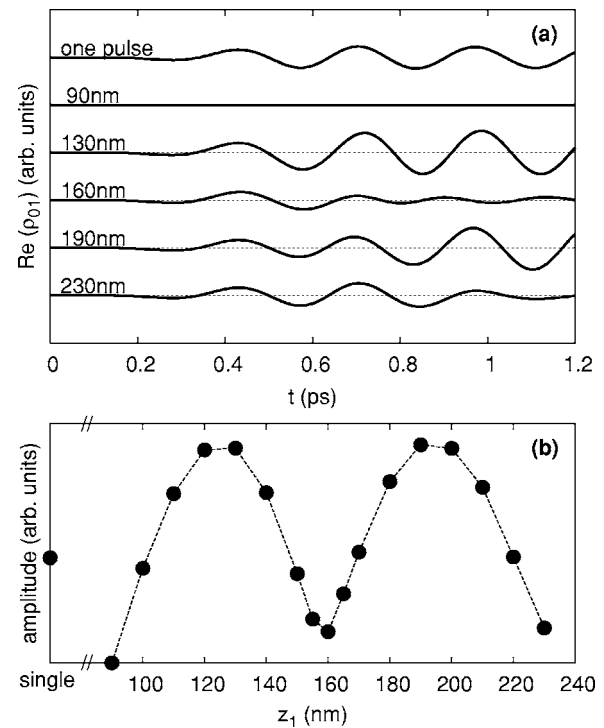 (a)
one pulse
90nm
130nm
160nm
190nm
230nm
Re (ρ01) (arb. units)
0 0.2 0.4 0.6 0.8 1 1.2
t (ps)
(b)
amplitude (arb. units)
single // 100 120 140 160 180 200 220 240
z1 (nm)